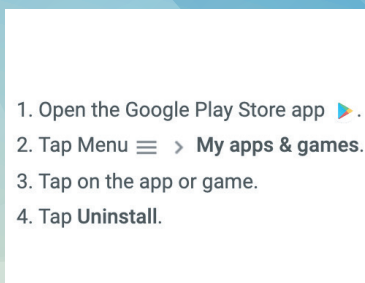 1. Open the Google Play Store app .
2. Tap Menu > My apps & games.
3. Tap on the app or game.
4. Tap Uninstall.